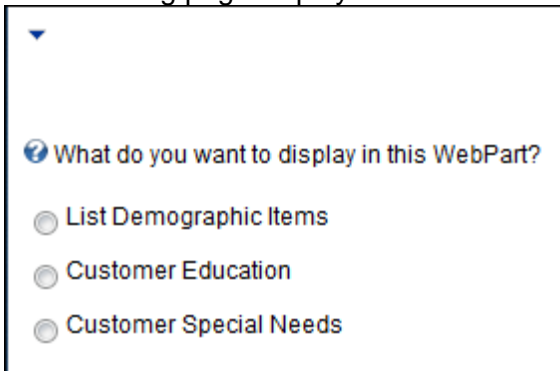 What do you want to display in this WebPart?
List Demographic Items
Customer Education
Customer Special Needs